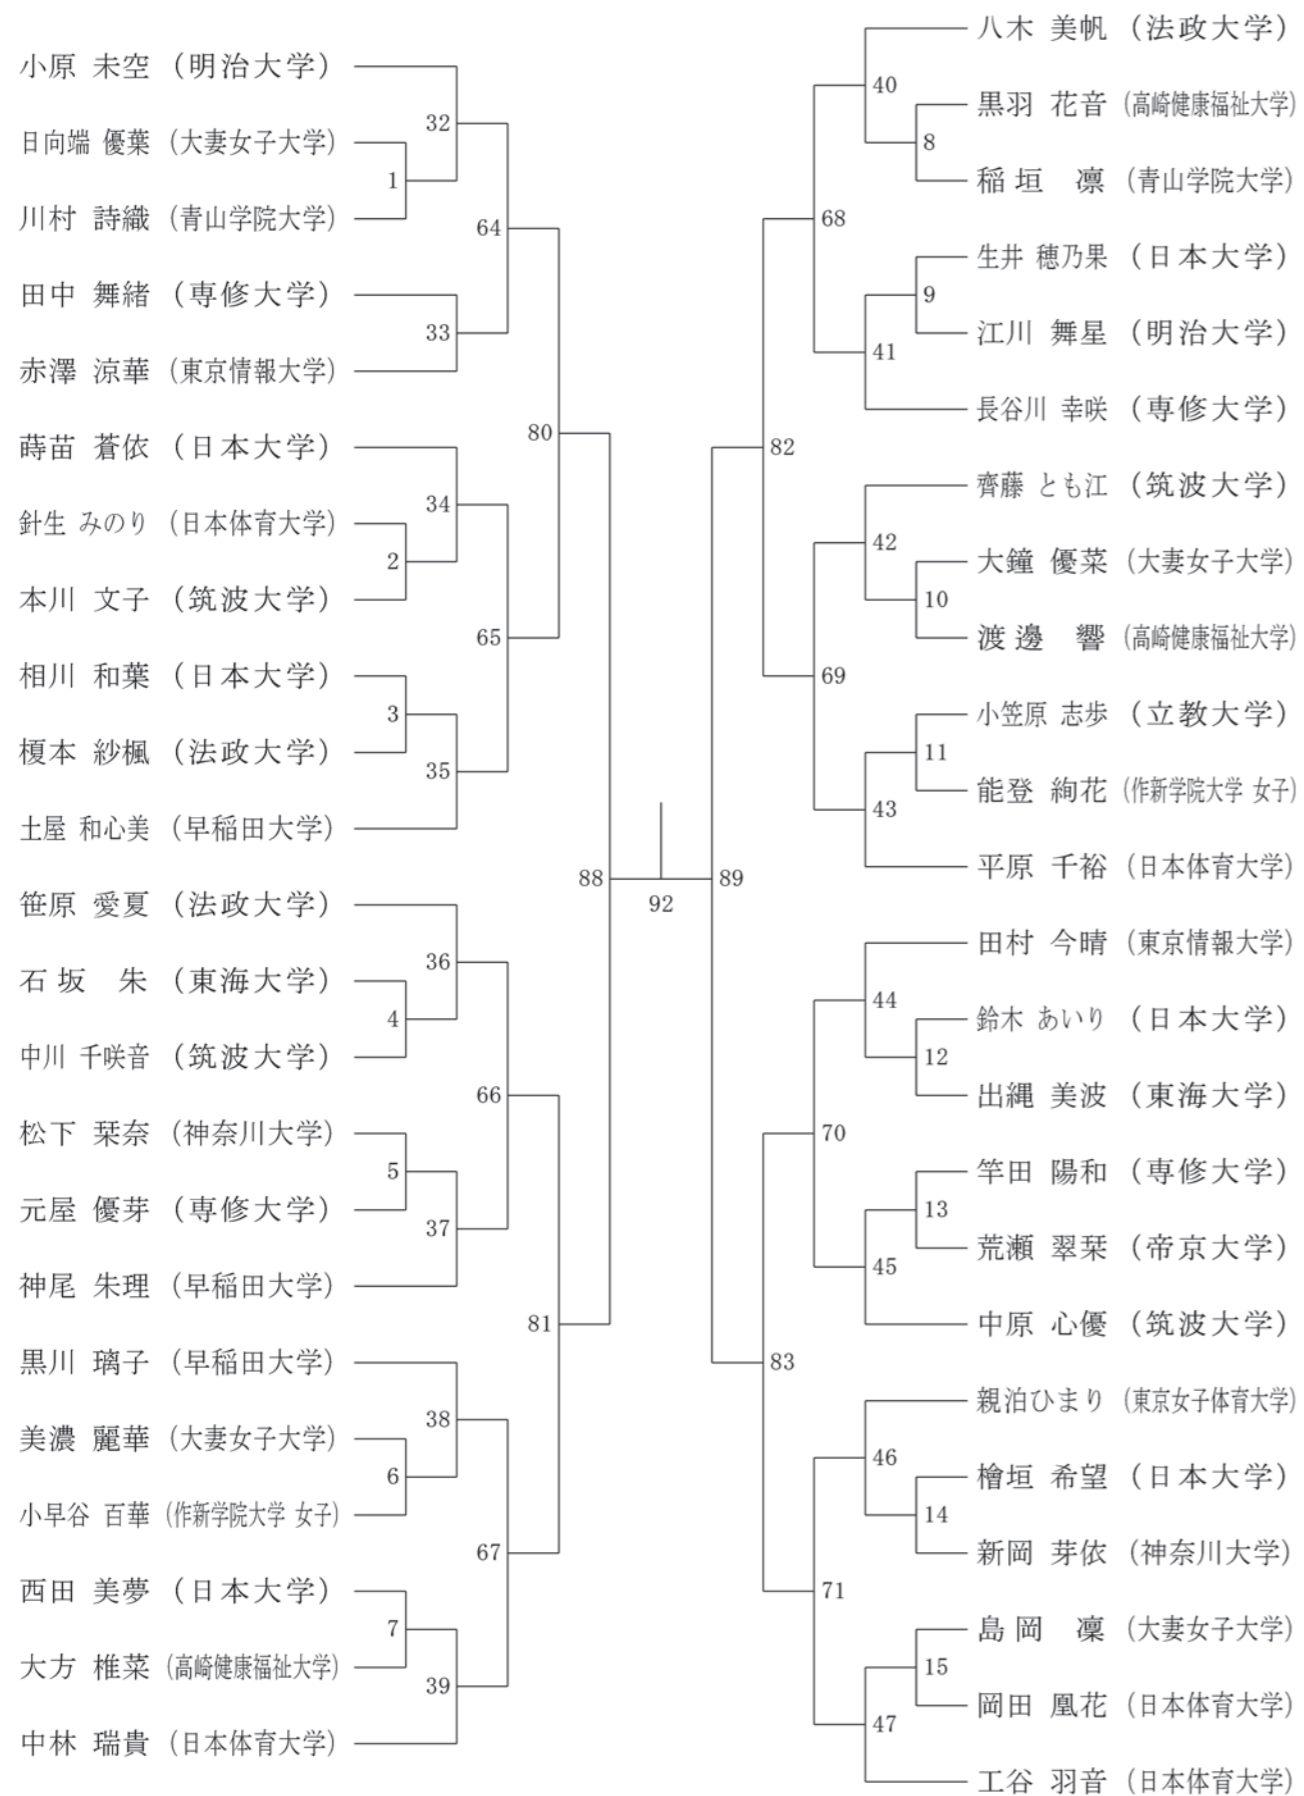 小原 未空 （明治大学）
32
日向端 優葉 （大妻女子大学）
1
川村 詩織 （青山学院大学）
64
田中 舞緒 （専修大学）
33
赤澤 涼華 （東京情報大学）
80
蒔苗 蒼依 （日本大学）
34
針生 みのり （日本体育大学）
2
本川 文子 （筑波大学）
65
相川 和葉 （日本大学）
3
榎本 紗楓 （法政大学）
35
土屋 和心美 （早稲田大学）
88
笹原 愛夏 （法政大学）
36
石坂 朱 （東海大学）
4
中川 千咲音 （筑波大学）
66
松下 栞奈 （神奈川大学）
5
元屋 優芽 （専修大学）
37
神尾 朱理 （早稲田大学）
81
黒川 璃子 （早稲田大学）
38
美濃 麗華 （大妻女子大学）
6
小早谷 百華 （作新学院大学 女子）
67
西田 美夢 （日本大学）
7
大方 椎菜 （高崎健康福祉大学）
39
中林 瑞貴 （日本体育大学）
92
八木 美帆 （法政大学）
40
黒羽 花音 （高崎健康福祉大学）
8
稲垣 凛 （青山学院大学）
68
生井 穂乃果 （日本大学）
9
江川 舞星 （明治大学）
41
長谷川 幸咲 （専修大学）
82
齊藤 とも江 （筑波大学）
42
大鐘 優菜 （大妻女子大学）
10
渡邊 響 （高崎健康福祉大学）
69
小笠原 志歩 （立教大学）
11
能登 絢花 （作新学院大学 女子）
43
平原 千裕 （日本体育大学）
89
田村 今晴 （東京情報大学）
44
鈴木 あいり （日本大学）
12
出縄 美波 （東海大学）
70
竿田 陽和 （専修大学）
13
荒瀬 翠栞 （帝京大学）
45
中原 心優 （筑波大学）
83
親泊ひまり （東京女子体育大学）
46
檜垣 希望 （日本大学）
14
新岡 芽依 （神奈川大学）
71
島岡 凜 （大妻女子大学）
15
岡田 凰花 （日本体育大学）
47
工谷 羽音 （日本体育大学）